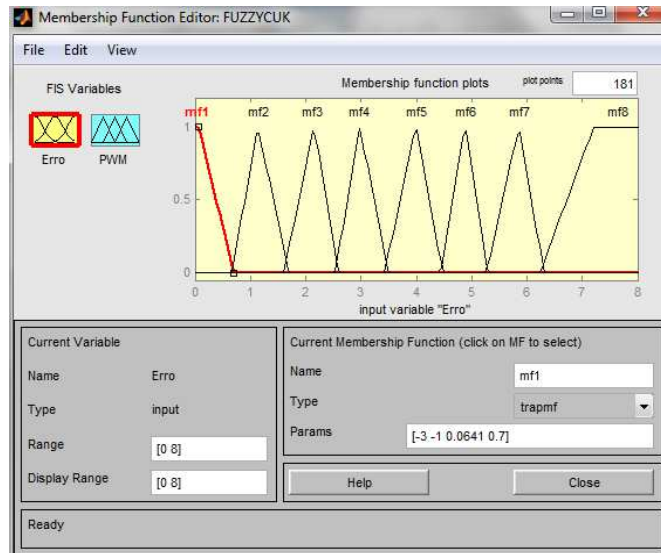 Membership Function Editor: FUZZYCUK
File Edit View
FIS Variables
Erro
PWM
Membership function plots
plot points
181
mf1 mf2 mf3 mf4 mf5 mf6 mf7 mf8
1
0.5
0
0 1 2 3 4 5 6 7 8
input variable "Erro"
Current Variable
Name Erro
Type input
Range [0 8]
Display Range [0 8]
Current Membership Function (click on MF to select)
Name mf1
Type trapmf
Params [-3 -1 0.0641 0.7]
Help Close
Ready